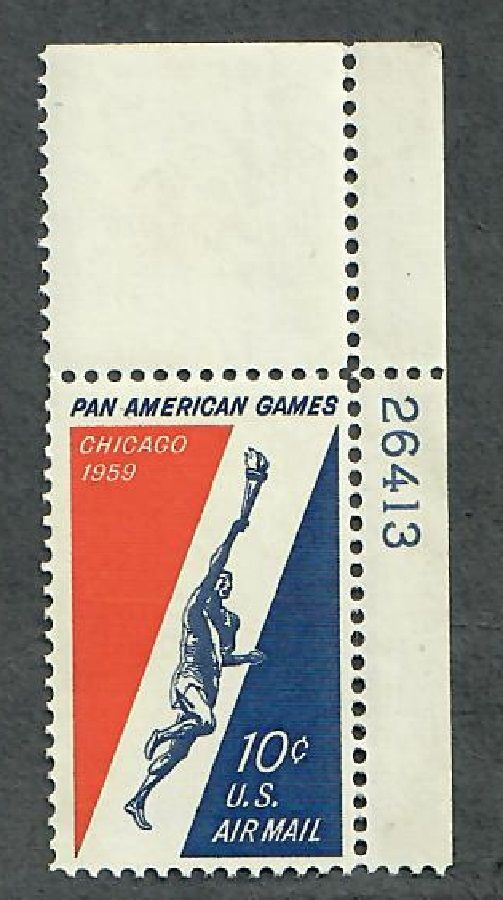 PAN AMERICAN GAMES
CHICAGO
1959
10¢
U.S.
AIR MAIL
26413